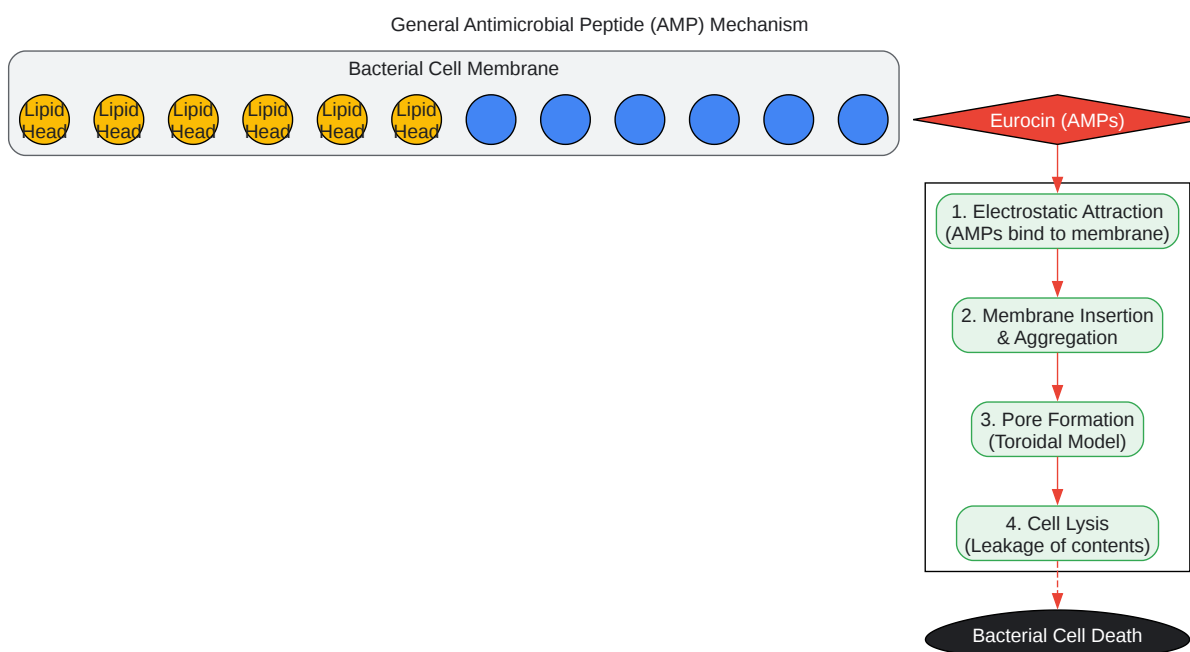 General Antimicrobial Peptide (AMP) Mechanism
Bacterial Cell Membrane
Lipid
Head
Lipid
Head
Lipid
Head
Lipid
Head
Lipid
Head
Lipid
Head
Eurocin (AMPs)
1. Electrostatic Attraction
(AMPs bind to membrane)
2. Membrane Insertion
& Aggregation
3. Pore Formation
(Toroidal Model)
4. Cell Lysis
(Leakage of contents)
Bacterial Cell Death